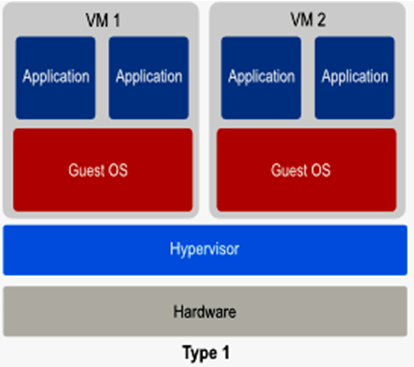 VM 1 VM 2
Application Application Application Application
Guest OS Guest OS
Hypervisor
Hardware
Type 1